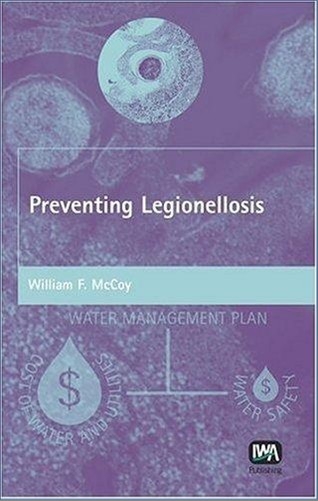 Preventing Legionellosis
William F. McCoy
WATER MANAGEMENT PLAN
COST OF WATER AND UTILITIES
$
WATER SAFETY
$
IWA
Publishing